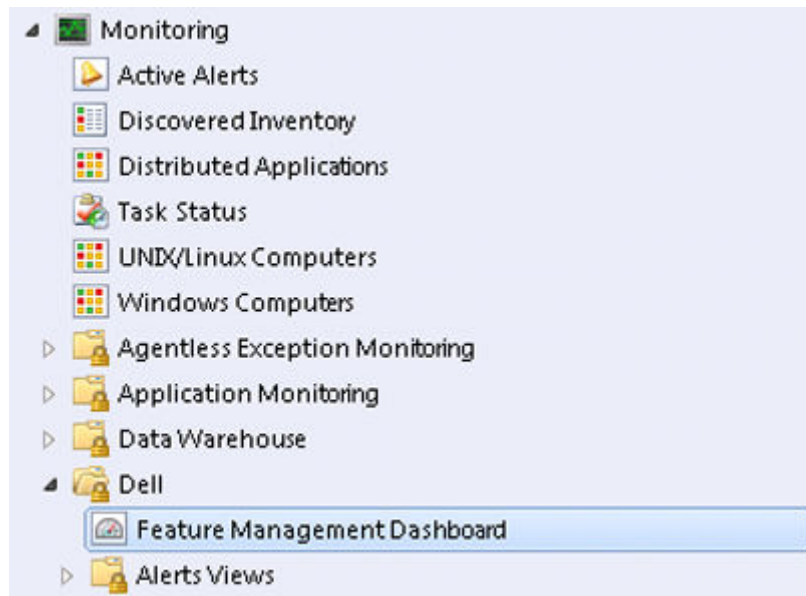 Monitoring
Active Alerts
Discovered Inventory
Distributed Applications
Task Status
UNIX/Linux Computers
Windows Computers
Agentless Exception Monitoring
Application Monitoring
Data Warehouse
Dell
Feature Management Dashboard
Alerts Views